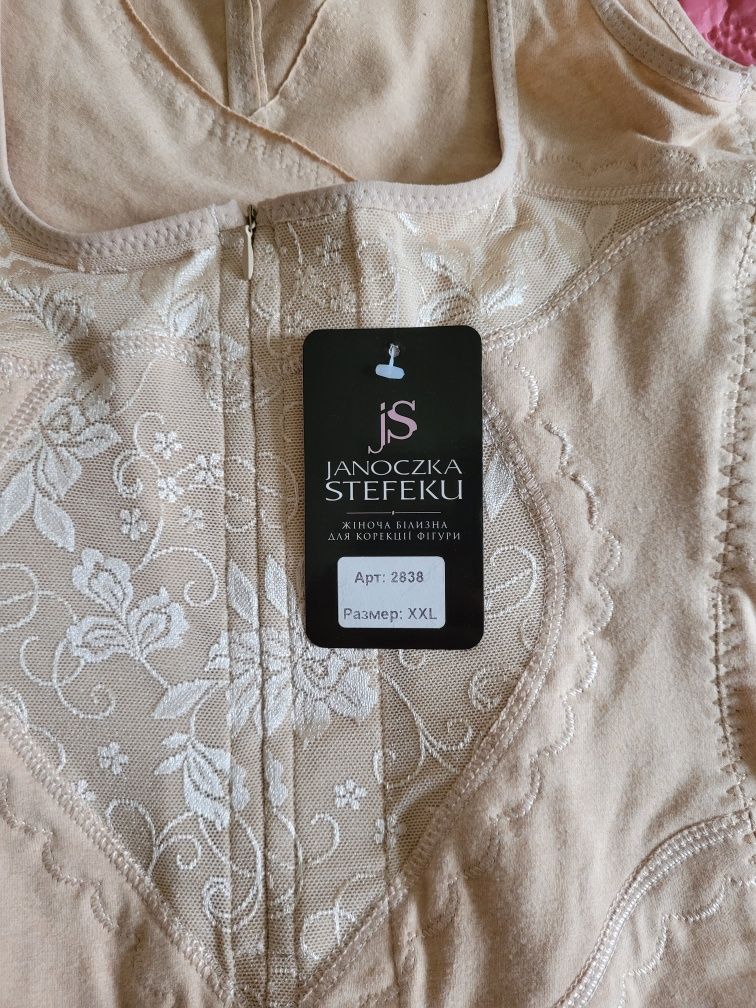 jS
JANOCZKA
STEFEKU
ЖІНОЧА БІЛИЗНА
ДЛЯ КОРЕКЦІЇ ФІГУРИ
Арт: 2838
Размер: XXL